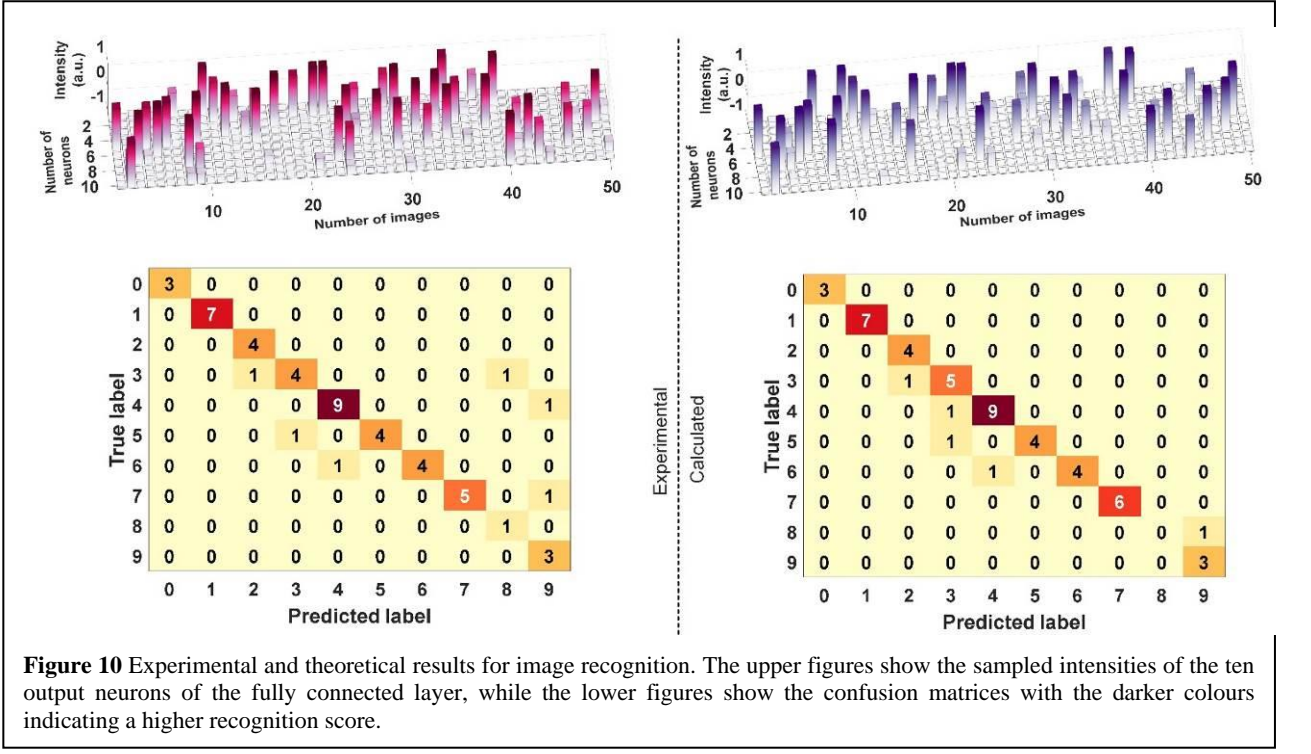 Intensity
(a.u.)
1
0
-1
Number of
neurons
2
4
6
8
10
10
20
30
40
50
Number of images
Intensity
(a.u.)
1
0
-1
Number of
neurons
2
4
6
8
10
10
20
30
40
50
Number of images
True label
0 3 0 0 0 0 0 0 0 0 0
1 0 7 0 0 0 0 0 0 0 0
2 0 0 4 0 0 0 0 0 0 0
3 0 0 1 4 0 0 0 0 1 0
4 0 0 0 0 9 0 0 0 0 1
5 0 0 0 1 0 4 0 0 0 0
6 0 0 0 0 1 0 4 0 0 0
7 0 0 0 0 0 0 0 5 0 1
8 0 0 0 0 0 0 0 0 1 0
9 0 0 0 0 0 0 0 0 0 3
0 1 2 3 4 5 6 7 8 9
Predicted label
Experimental
Calculated
True label
0 3 0 0 0 0 0 0 0 0 0
1 0 7 0 0 0 0 0 0 0 0
2 0 0 4 0 0 0 0 0 0 0
3 0 0 1 5 0 0 0 0 0 0
4 0 0 0 1 9 0 0 0 0 0
5 0 0 0 1 0 4 0 0 0 0
6 0 0 0 0 1 0 4 0 0 0
7 0 0 0 0 0 0 0 6 0 0
8 0 0 0 0 0 0 0 0 0 1
9 0 0 0 0 0 0 0 0 0 3
0 1 2 3 4 5 6 7 8 9
Predicted label
Figure 10 Experimental and theoretical results for image recognition. The upper figures show the sampled intensities of the ten
output neurons of the fully connected layer, while the lower figures show the confusion matrices with the darker colours
indicating a higher recognition score.